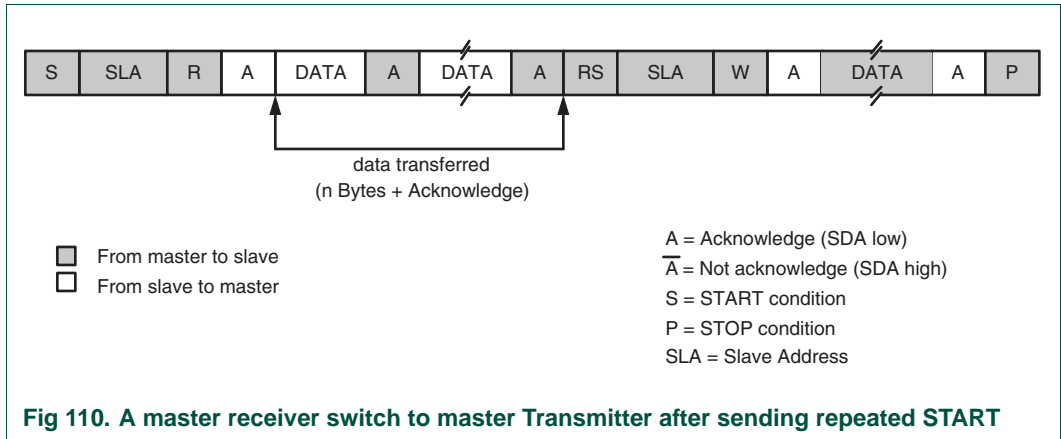 S SLA R A DATA A DATA A RS SLA W A DATA A P
data transferred
(n Bytes + Acknowledge)
From master to slave
From slave to master
A = Acknowledge (SDA low)
A̅ = Not acknowledge (SDA high)
S = START condition
P = STOP condition
SLA = Slave Address
Fig 110. A master receiver switch to master Transmitter after sending repeated START